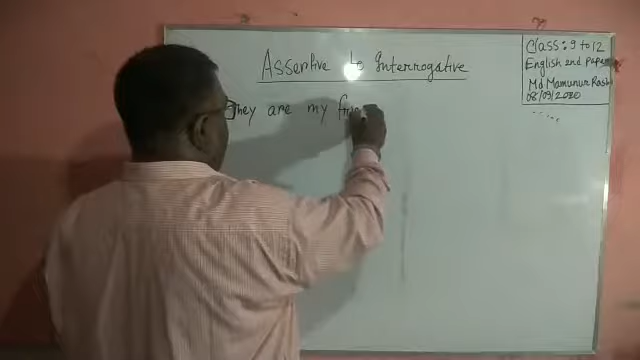 Assertive to Interrogative
They are my
Class: 9 to 12
English 2nd Paper
Md Mamunur Rash
08/09/2020